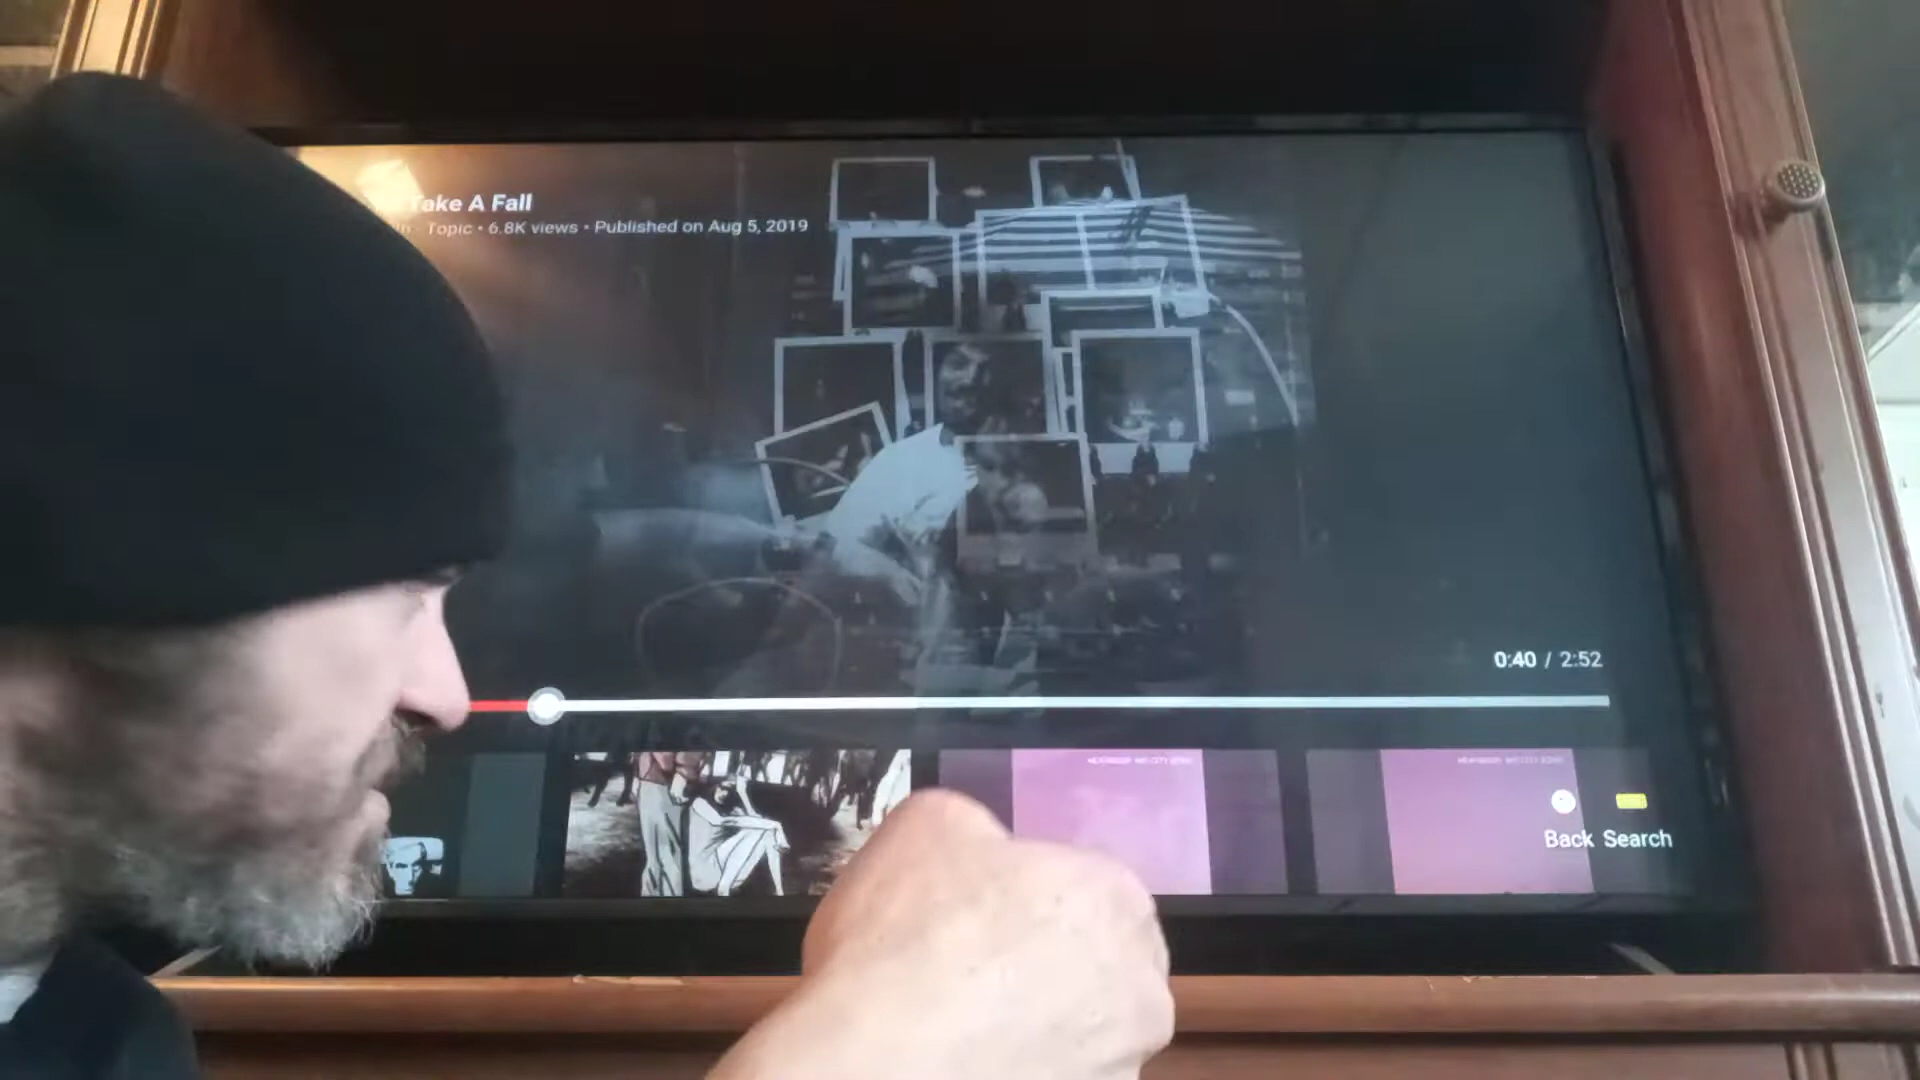 Take A Fall
Topic • 6.8K views • Published on Aug 5, 2019
0:40 / 2:52
Back Search